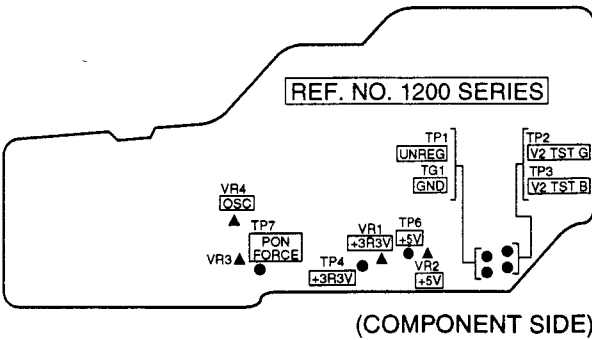 REF. NO. 1200 SERIES
TP1
UNREG
TG1
GND
TP2
V2 TST G
TP3
V2 TST B
VR4
OSC
TP7
PON
FORCE
VR3
VR1
+3R3V
TP6
+5V
TP4
+3R3V
VR2
+5V
(COMPONENT SIDE)